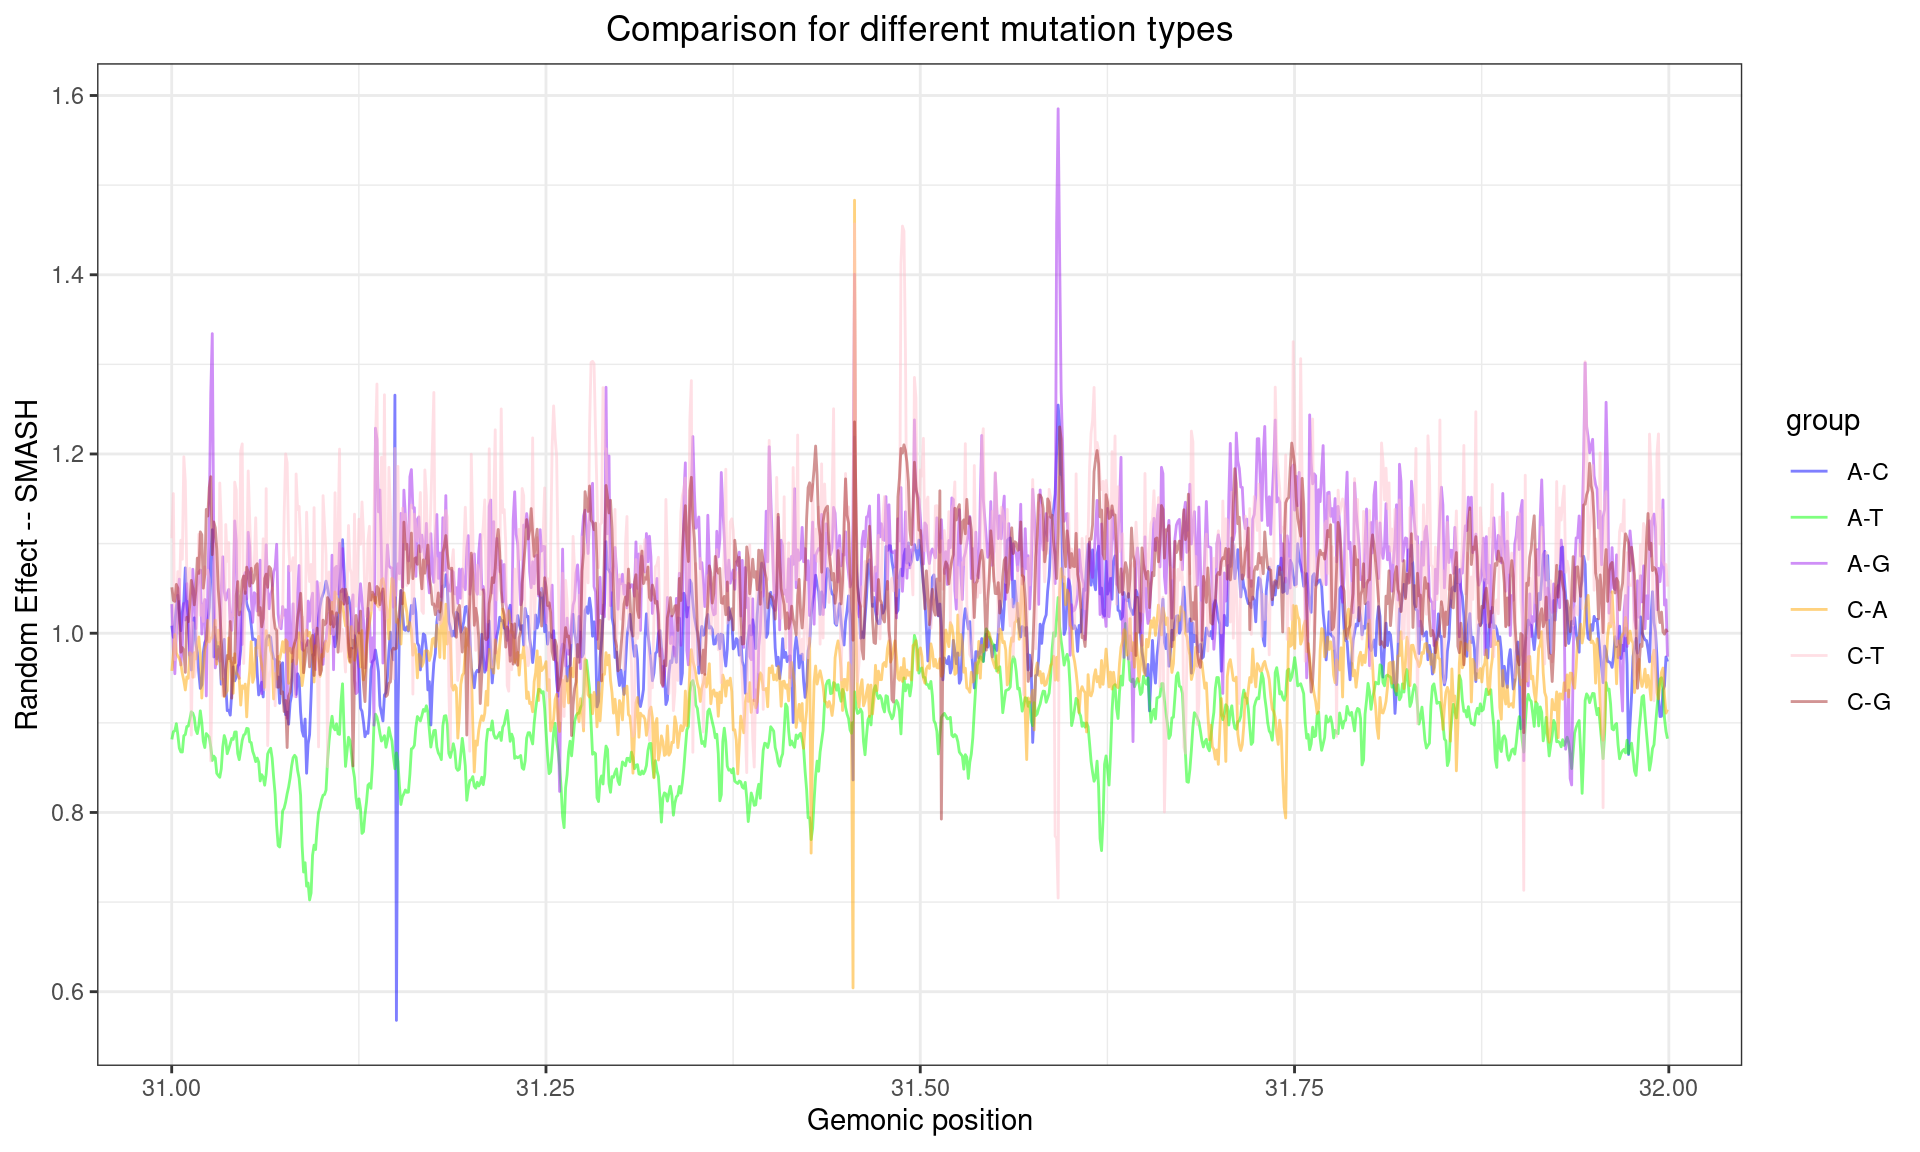 Comparison for different mutation types
Random Effect -- SMASH
1.6
1.4
1.2
1.0
0.8
0.6
31.00
31.25
31.50
31.75
32.00
Gemonic position
group
A-C
A-T
A-G
C-A
C-T
C-G